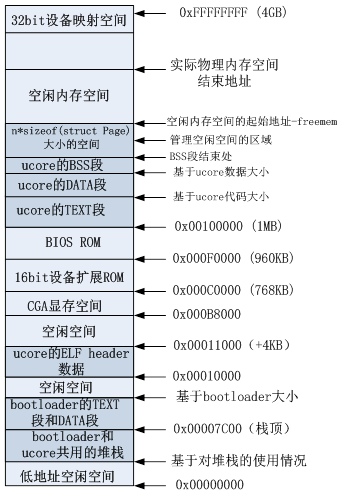 32bit设备映射空间
0xFFFFFFFF (4GB)
实际物理内存空间
结束地址
空闲内存空间
空闲内存空间的起始地址-freemem
n*sizeof(struct Page)
大小的空间
管理空闲空间的区域
BSS段结束处
ucore的BSS段
基于ucore数据大小
ucore的DATA段
基于ucore代码大小
ucore的TEXT段
0x00100000 (1MB)
BIOS ROM
0x000F0000 (960KB)
16bit设备扩展ROM
0x000C0000 (768KB)
CGA显存空间
0x000B8000
空闲空间
0x00011000 (+4KB)
ucore的ELF header
数据
0x00010000
空闲空间
基于bootloader大小
bootloader的TEXT
段和DATA段
0x00007C00 (栈顶)
bootloader和
ucore共用的堆栈
基于对堆栈的使用情况
低地址空闲空间
0x00000000